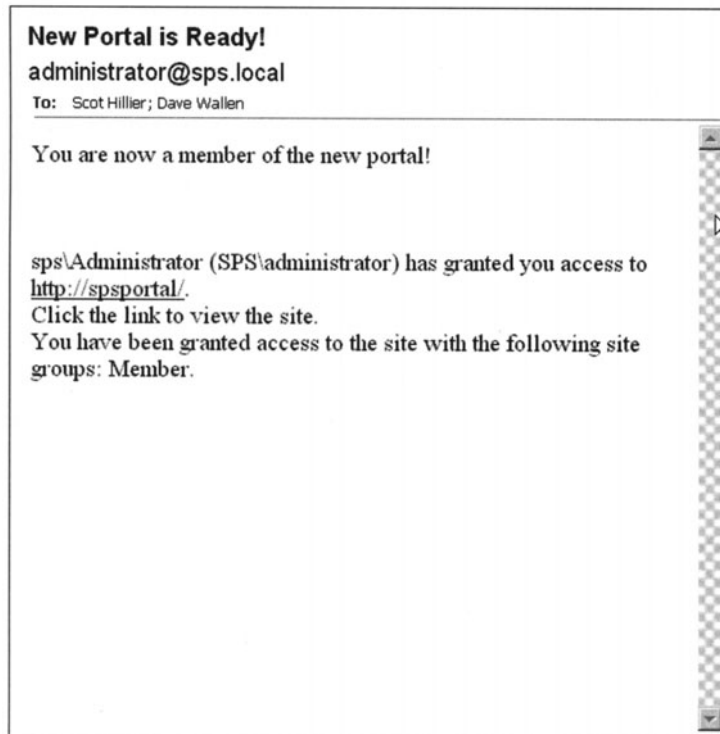 New Portal is Ready!
administrator@sps.local
To: Scot Hillier; Dave Wallen
You are now a member of the new portal!
sps\Administrator (SPS\administrator) has granted you access to
http://spsportal/.
Click the link to view the site.
You have been granted access to the site with the following site
groups: Member.